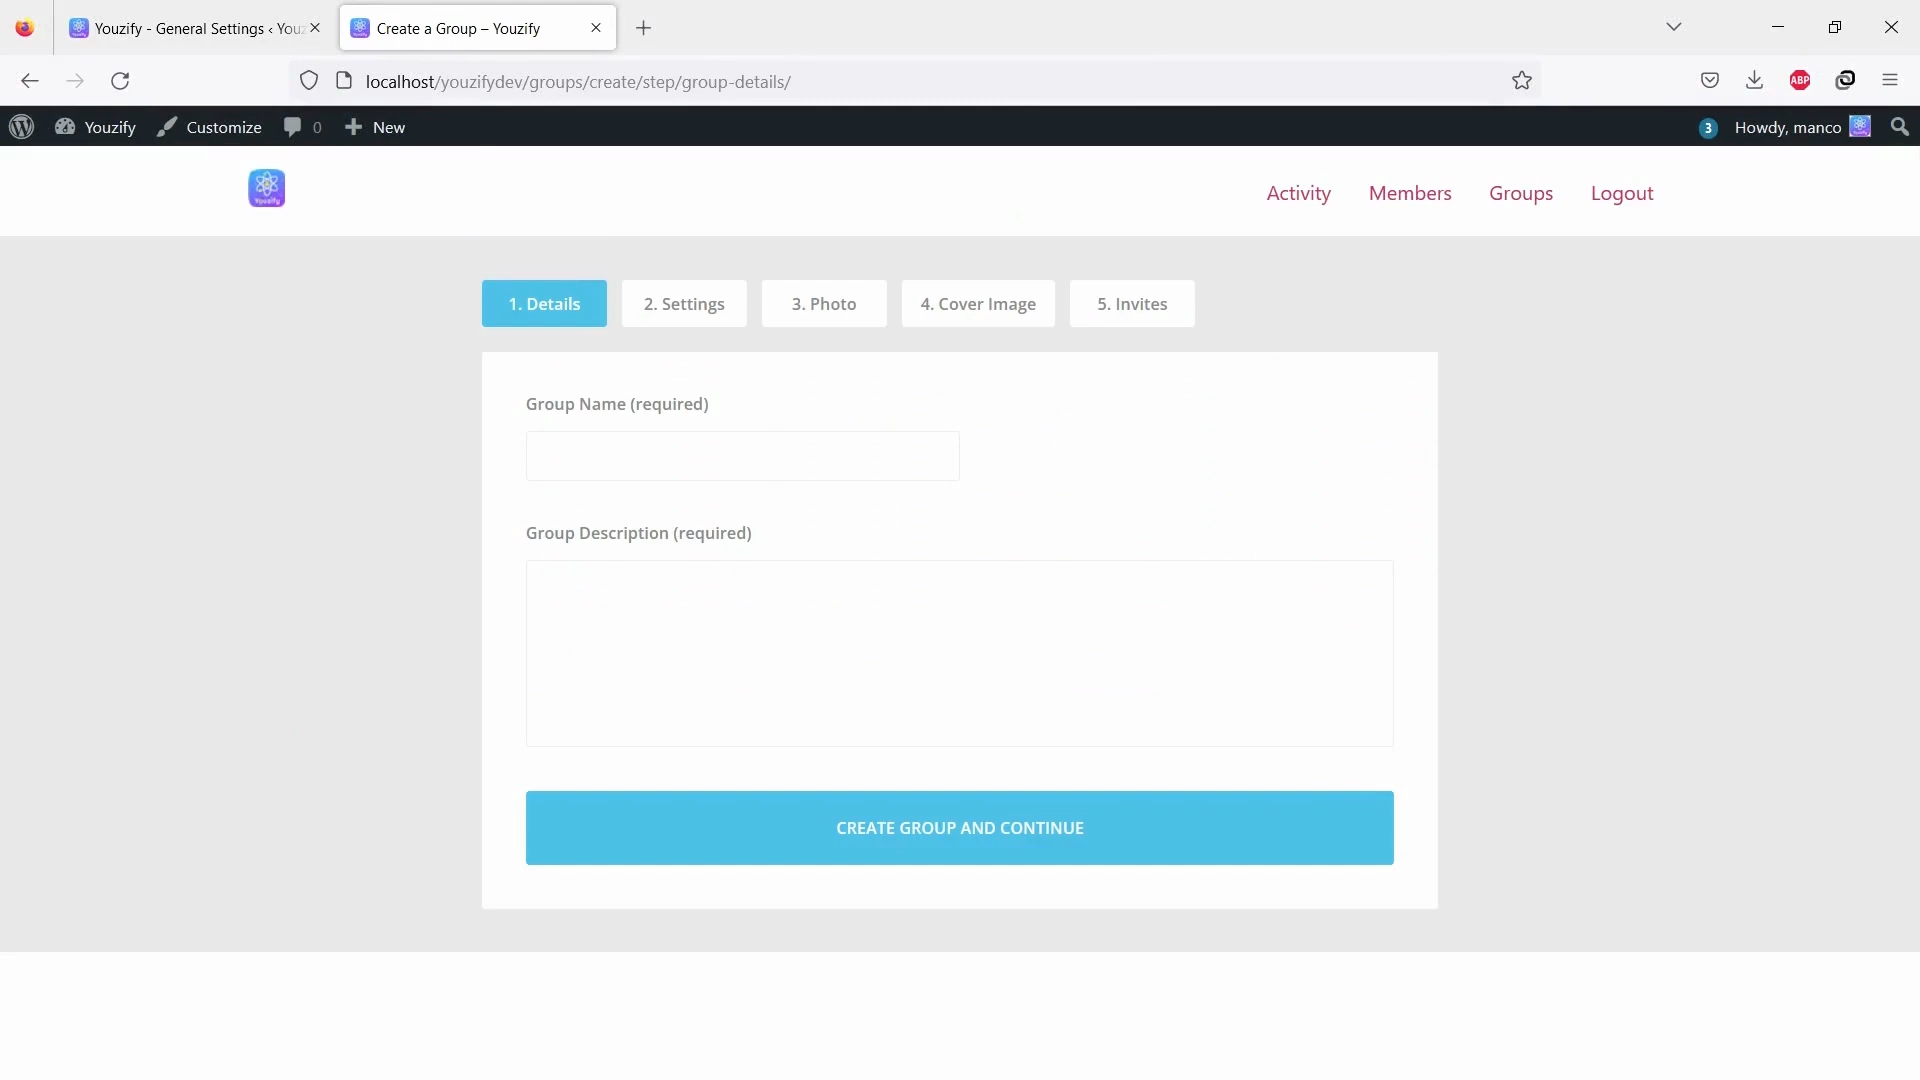 Youzify - General Settings ‹ You
Create a Group – Youzify
localhost/youzifydev/groups/create/step/group-details/
ABP
Youzify
Customize
0
New
3
Howdy, manco
Youzify
Activity
Members
Groups
Logout
1. Details
2. Settings
3. Photo
4. Cover Image
5. Invites
Group Name (required)
Group Description (required)
CREATE GROUP AND CONTINUE